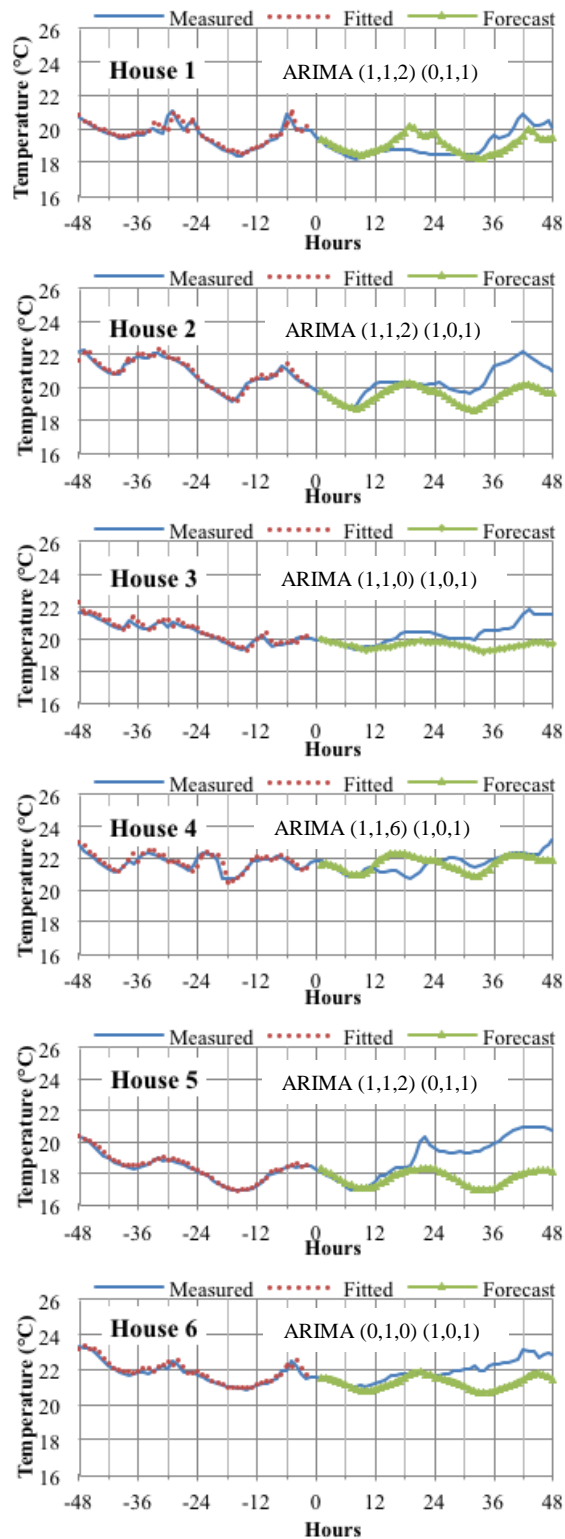 26
24
22
20
18
16
Temperature (°C)
House 1 ARIMA (1,1,2) (0,1,1)
Measured Fitted Forecast
-48 -36 -24 -12 0 12 24 36 48
Hours
Measured Fitted Forecast
26
24
22
20
18
16
Temperature (°C)
House 2 ARIMA (1,1,2) (1,0,1)
-48 -36 -24 -12 0 12 24 36 48
Hours
Measured Fitted Forecast
26
24
22
20
18
16
Temperature (°C)
House 3 ARIMA (1,1,0) (1,0,1)
-48 -36 -24 -12 0 12 24 36 48
Hours
Measured Fitted Forecast
26
24
22
20
18
16
Temperature (°C)
House 4 ARIMA (1,1,6) (1,0,1)
-48 -36 -24 -12 0 12 24 36 48
Hours
Measured Fitted Forecast
26
24
22
20
18
16
Temperature (°C)
House 5 ARIMA (1,1,2) (0,1,1)
-48 -36 -24 -12 0 12 24 36 48
Hours
Measured Fitted Forecast
26
24
22
20
18
16
Temperature (°C)
House 6 ARIMA (0,1,0) (1,0,1)
-48 -36 -24 -12 0 12 24 36 48
Hours